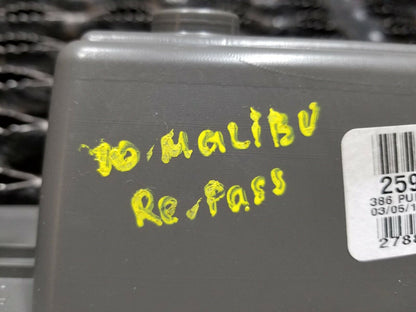 10.MALIBU
Re.Pass
259
386 PU
03/05/1
278